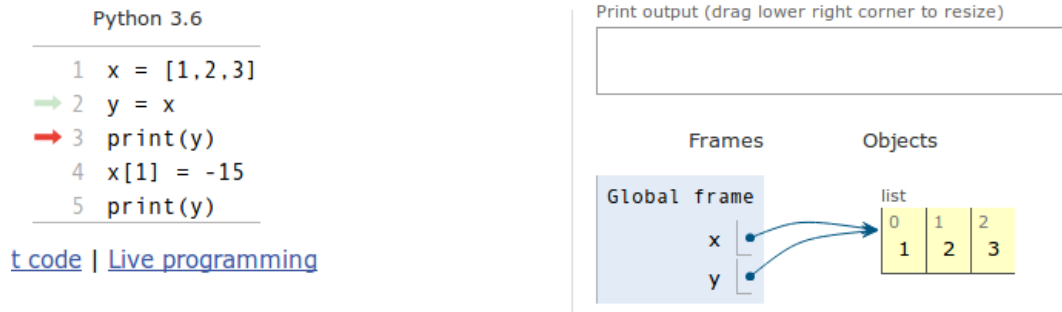 Python 3.6
1 x = [1,2,3]
2 y = x
3 print(y)
4 x[1] = -15
5 print(y)
t code | Live programming
Print output (drag lower right corner to resize)
Frames Objects
Global frame
x
y
list
0 1 2
1 2 3